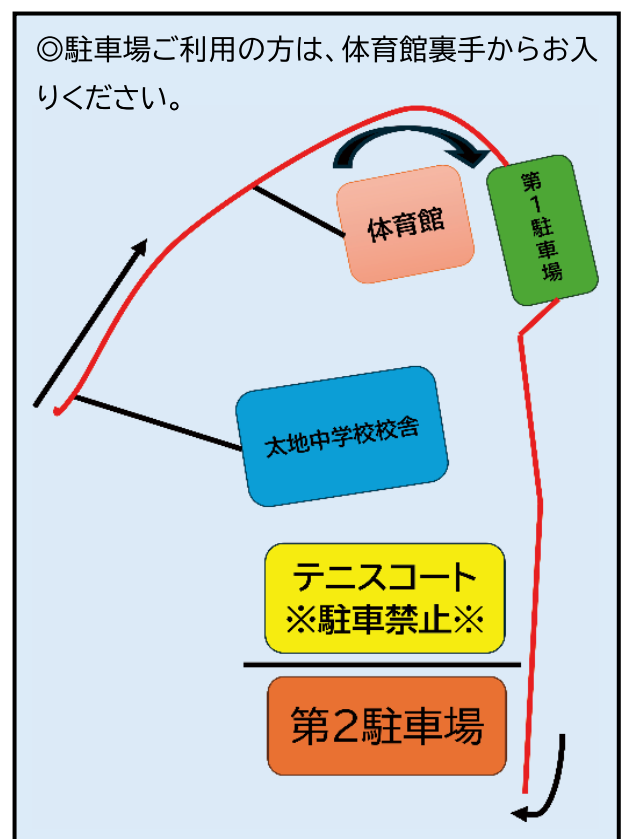 ◎駐車場ご利用の方は、体育館裏手からお入
りください。
第1駐車場
体育館
太地中学校校舎
テニスコート
※駐車禁止※
第2駐車場